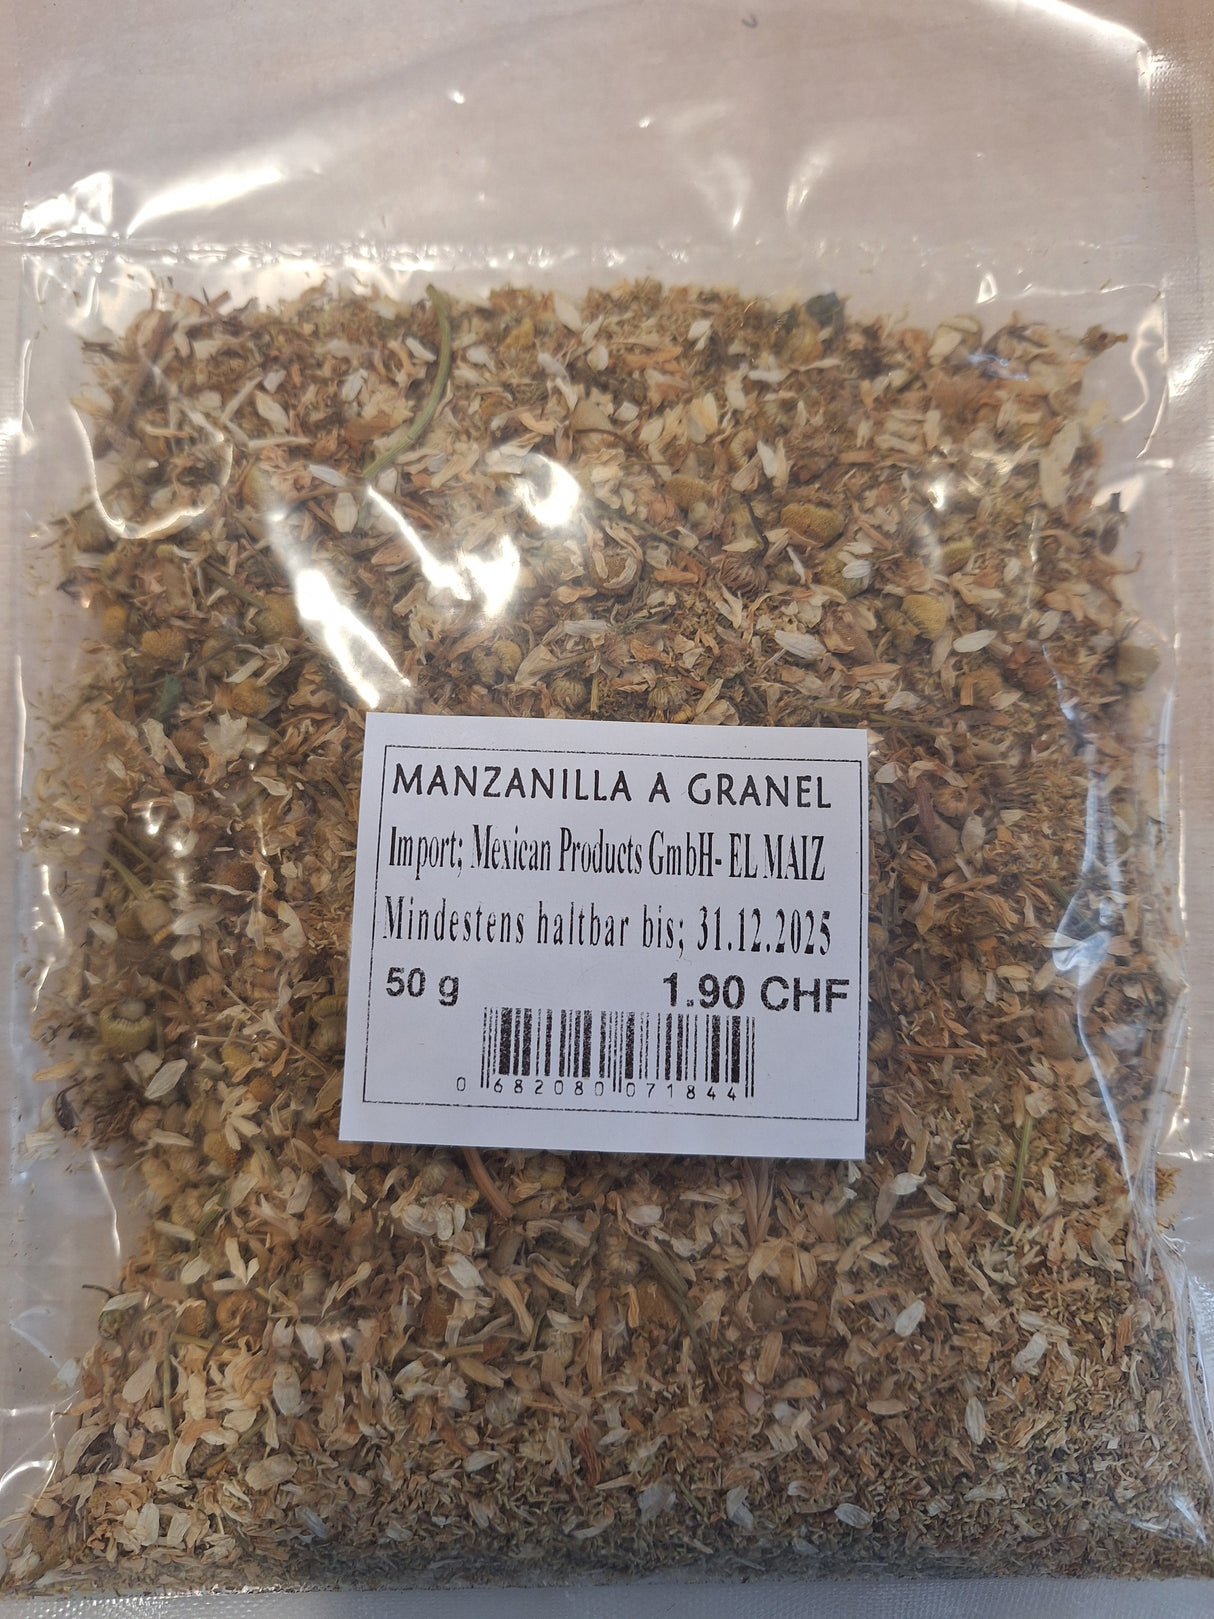 MANZANILLA A GRANEL
Import; Mexican Products GmbH- EL MAIZ
Mindestens haltbar bis; 31.12.2025
50 g 1.90 CHF
0 682080 071844